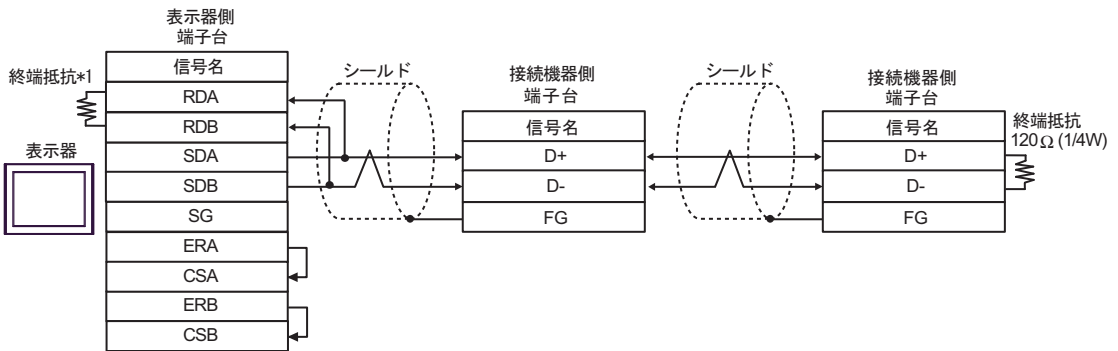 表示器側
端子台
信号名
終端抵抗*1
RDA
RDB
表示器
SDA
SDB
SG
ERA
CSA
ERB
CSB
シールド
接続機器側
端子台
信号名
D+
D-
FG
シールド
接続機器側
端子台
信号名
D+
D-
FG
終端抵抗
120Ω(1/4W)